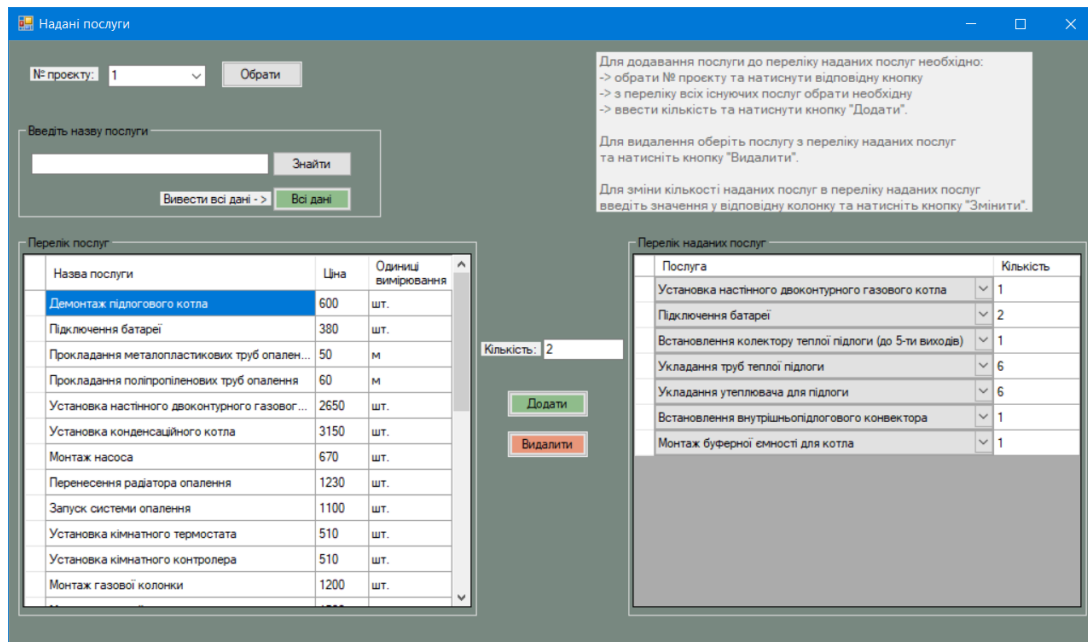 Надані послуги
№ проєкту: 1 Обрати
Для додавання послуги до переліку наданих послуг необхідно:
-> обрати № проєкту та натиснути відповідну кнопку
-> з переліку всіх існуючих послуг обрати необхідну
-> ввести кількість та натиснути кнопку "Додати".
Для видалення оберіть послугу з переліку наданих послуг
та натисніть кнопку "Видалити".
Для зміни кількості наданих послуг в переліку наданих послуг
введіть значення у відповідну колонку та натисніть кнопку "Змінити".
Введіть назву послуги
Знайти
Вивести всі дані - > Всі дані
Перелік послуг
Назва послуги Ціна Одиниці вимірювання
Демонтаж підлогового котла 600 шт.
Підключення батареї 380 шт.
Прокладання металопластикових труб опален... 50 м
Прокладання поліпропіленових труб опалення 60 м
Установка настінного двоконтурного газовог... 2650 шт.
Установка конденсаційного котла 3150 шт.
Монтаж насоса 670 шт.
Перенесення радіатора опалення 1230 шт.
Запуск системи опалення 1100 шт.
Установка кімнатного термостата 510 шт.
Установка кімнатного контролера 510 шт.
Монтаж газової колонки 1200 шт.
Кількість: 2
Додати
Видалити
Перелік наданих послуг
Послуга Кількість
Установка настінного двоконтурного газового котла 1
Підключення батареї 2
Встановлення колектору теплої підлоги (до 5-ти виходів) 1
Укладання труб теплої підлоги 6
Укладання утеплювача для підлоги 6
Встановлення внутрішньопідлогового конвектора 1
Монтаж буферної ємності для котла 1